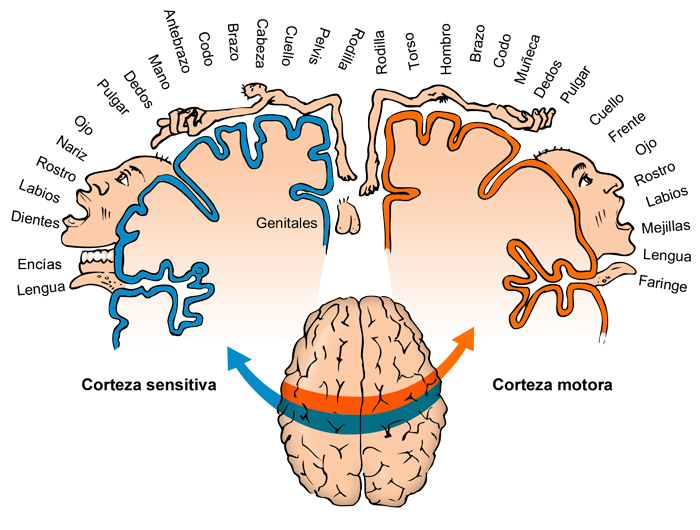 Lengua
Encías
Dientes
Labios
Rostro
Nariz
Ojo
Pulgar
Dedos
Mano
Antebrazo
Codo
Brazo
Cabeza
Cuello
Pelvis
Rodilla
Rodilla
Torso
Hombro
Brazo
Codo
Muñeca
Dedos
Pulgar
Cuello
Frente
Ojo
Rostro
Labios
Mejillas
Lengua
Faringe
Genitales
Corteza sensitiva
Corteza motora